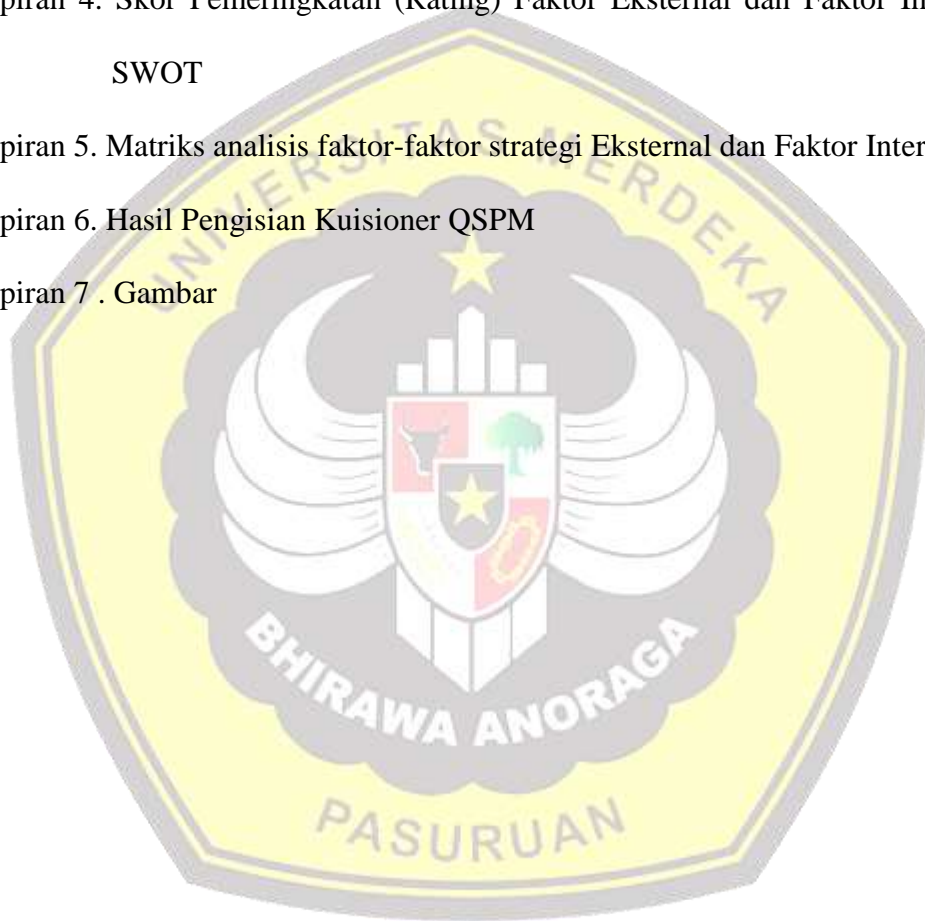 piran 4. Skor Pemeringkatan (Rating) Faktor Eksternal dan Faktor In
SWOT
piran 5. Matriks analisis faktor-faktor strategi Eksternal dan Faktor Inter
piran 6. Hasil Pengisian Kuisioner QSPM
piran 7 . Gambar
UNIVERSITAS MERDEKA
BHIRAWA ANORAGA
PASURUAN